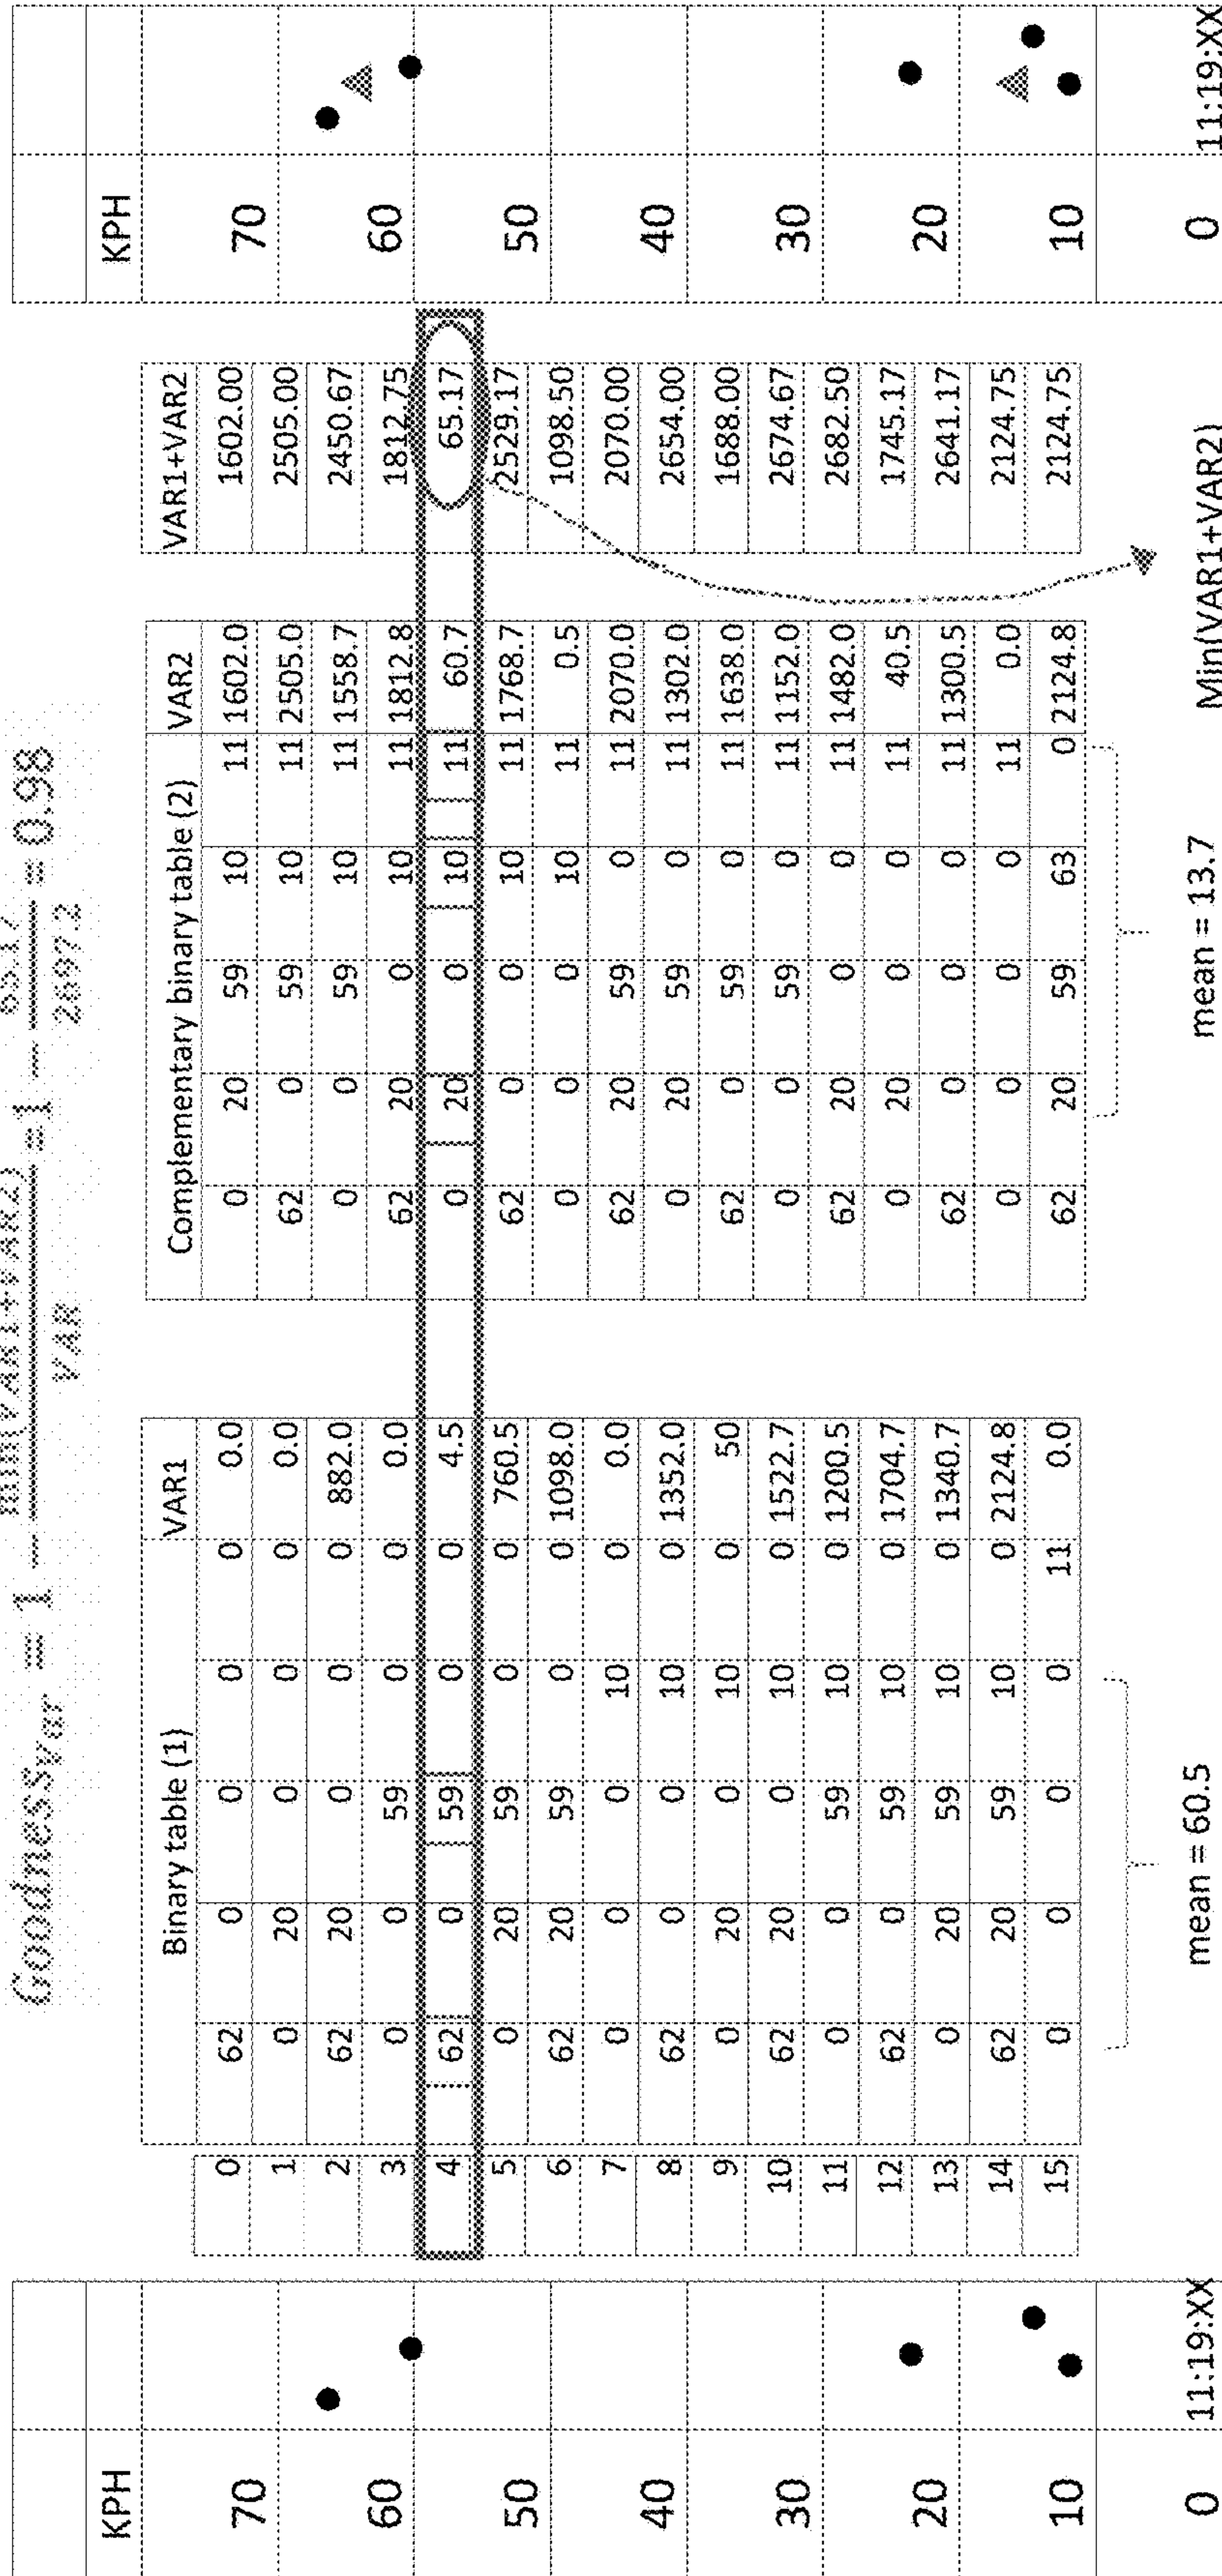 Goodness_var = 1 − min(VAR1+VAR2) / VAR = 1 − 65.17 / 2697.2 = 0.98
KPH
70
60
50
40
30
20
10
0
11:19:XX
Binary table (1) VAR1
Complementary binary table (2) VAR2
VAR1+VAR2
0 62 0 0 0 0 0.0 0 20 59 10 11 1602.0 1602.00
1 0 20 0 0 0 0.0 62 0 59 10 11 2505.0 2505.00
2 62 20 0 0 0 882.0 0 0 59 10 11 1558.7 2450.67
3 0 0 59 0 0 0.0 62 20 0 10 11 1812.8 1812.75
4 62 0 59 0 0 4.5 0 20 0 10 11 60.7 65.17
5 0 20 59 0 0 760.5 62 0 0 10 11 1768.7 2529.17
6 62 20 59 0 0 1098.0 0 0 0 10 11 0.5 1098.50
7 0 0 0 10 0 0.0 62 20 59 0 11 2070.0 2070.00
8 62 0 0 10 0 1352.0 0 20 59 0 11 1302.0 2654.00
9 0 20 0 10 0 50 62 0 59 0 11 1638.0 1688.00
10 62 20 0 10 0 1522.7 0 0 59 0 11 1152.0 2674.67
11 0 0 59 10 0 1200.5 62 20 0 0 11 1482.0 2682.50
12 62 0 59 10 0 1704.7 0 20 0 0 11 40.5 1745.17
13 0 20 59 10 0 1340.7 62 0 0 0 11 1300.5 2641.17
14 62 20 59 10 0 2124.8 0 0 0 0 11 0.0 2124.75
15 0 0 0 0 11 0.0 62 20 59 63 0 2124.8 2124.75
mean = 60.5
mean = 13.7
Min(VAR1+VAR2)
KPH
70
60
50
40
30
20
10
0
11:19:XX